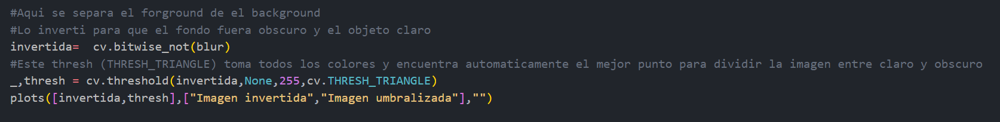 #Aqui se separa el forground de el background
#Lo inverti para que el fondo fuera obscuro y el objeto claro
invertida=  cv.bitwise_not(blur)
#Este thresh (THRESH_TRIANGLE) toma todos los colores y encuentra automaticamente el mejor punto para dividir la imagen entre claro y obscuro
_,thresh = cv.threshold(invertida,None,255,cv.THRESH_TRIANGLE)
plots([invertida,thresh],["Imagen invertida","Imagen umbralizada"],"")